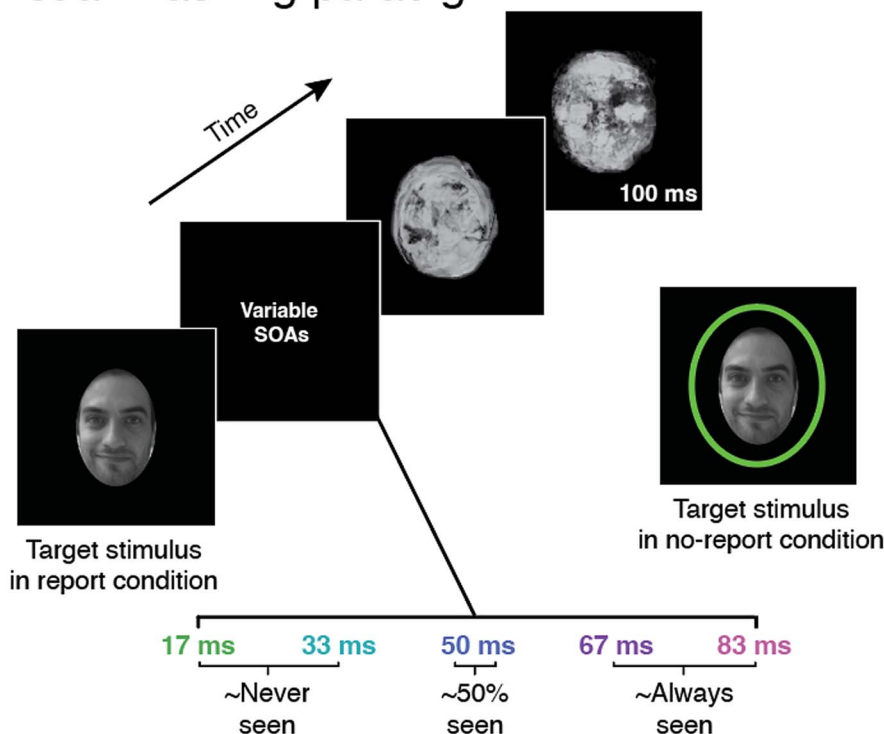 Time
100 ms
Variable
SOAs
Target stimulus
in report condition
Target stimulus
in no-report condition
17 ms 33 ms 50 ms 67 ms 83 ms
~Never ~50% ~Always
seen seen seen